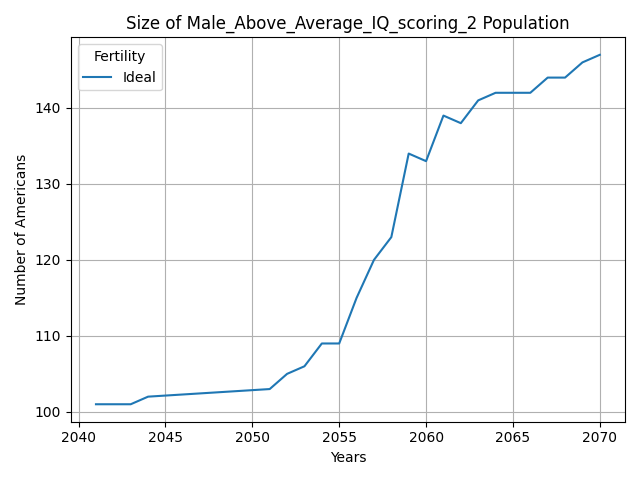 Size of Male_Above_Average_IQ_scoring_2 Population
Fertility
Ideal
Number of Americans
140
130
120
110
100
2040 2045 2050 2055 2060 2065 2070
Years